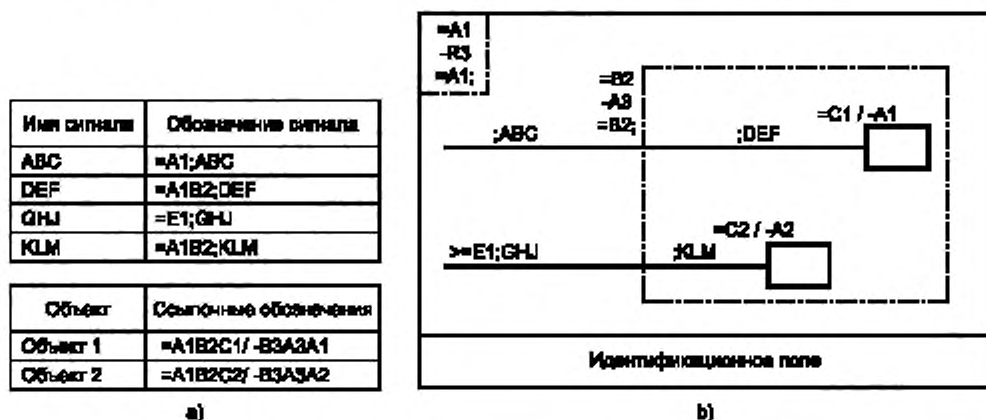 Имя сигнала Обозначение сигнала
ABC =A1;ABC
DEF =A1B2;DEF
GHJ =E1;GHJ
KLM =A1B2;KLM
Объект Ссылочные обозначения
Объект 1 =A1B2C1/ -B3A3A1
Объект 2 =A1B2C2/ -B3A3A2
a)
=A1
-B3
=A1;
=B2
-A3
=B2;
=C1 / -A1
;ABC ;DEF
=C2 / -A2
>=E1;GHJ ;KLM
Идентификационное поле
b)